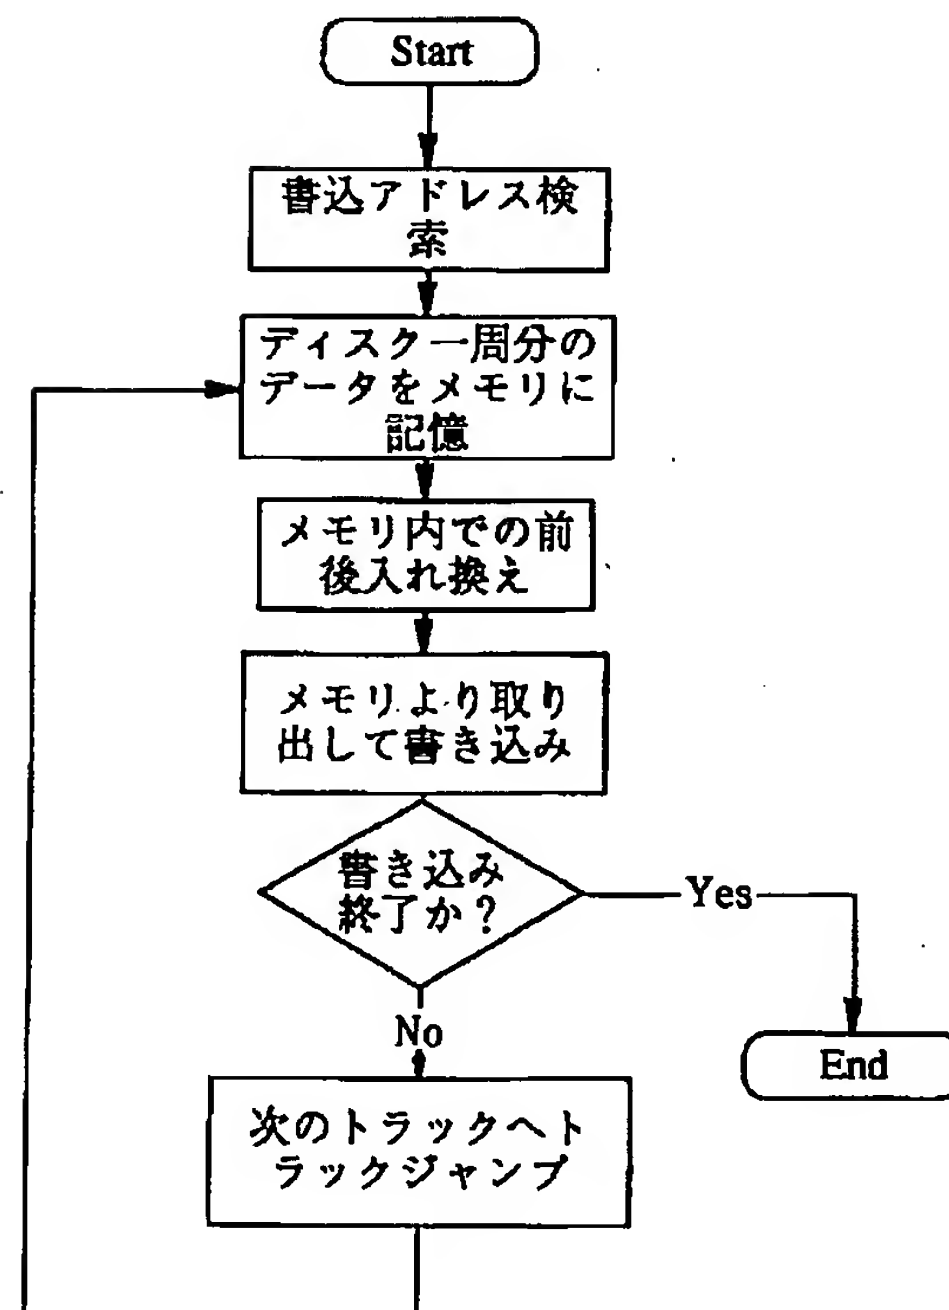 Start
書込アドレス検
索
ディスク一周分の
データをメモリに
記憶
メモリ内での前
後入れ換え
メモリより取り
出して書き込み
書き込み
終了か?
Yes
No
End
次のトラックへト
ラックジャンプ